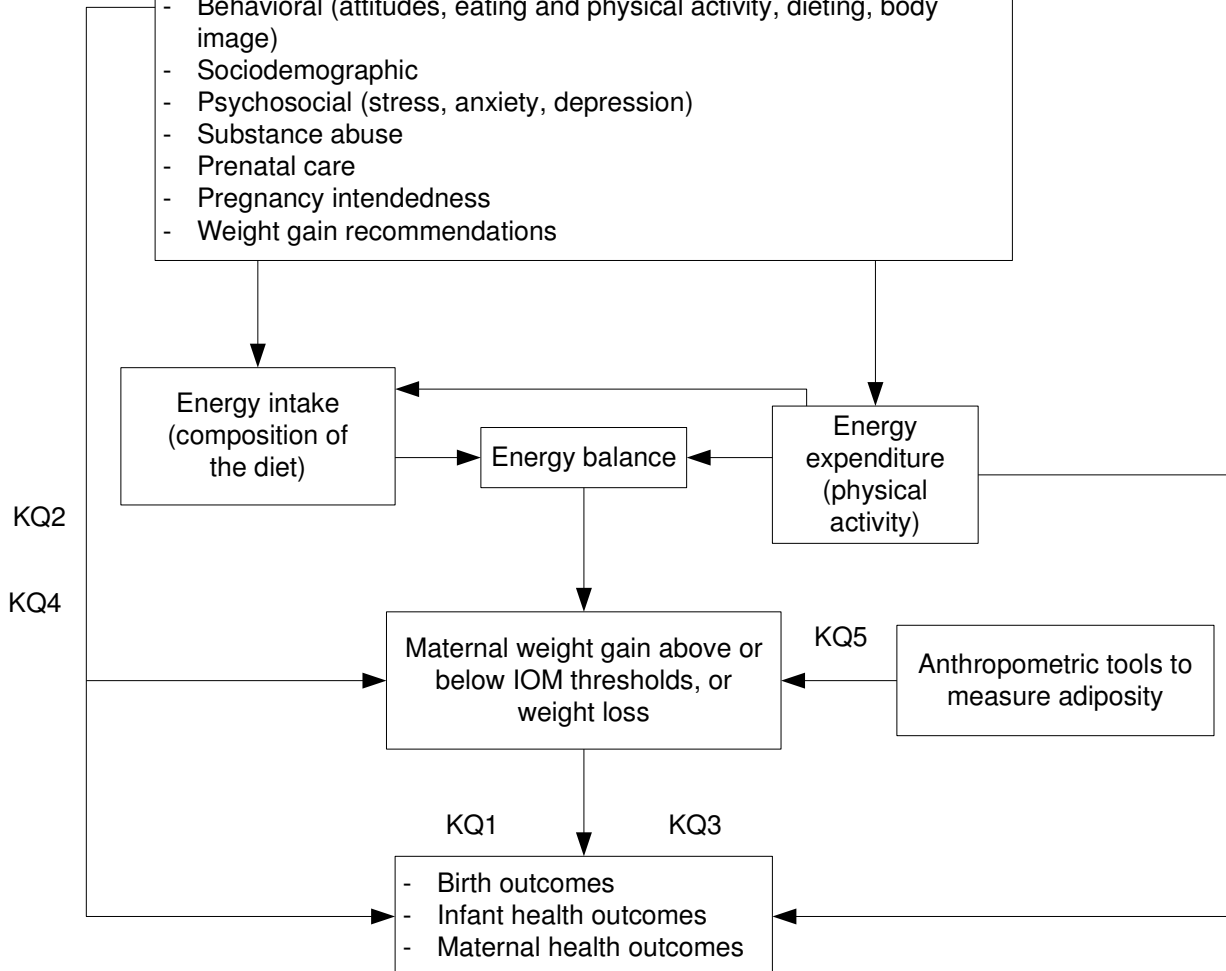 - Behavioral (attitudes, eating and physical activity, dieting, body
image)
- Sociodemographic
- Psychosocial (stress, anxiety, depression)
- Substance abuse
- Prenatal care
- Pregnancy intendedness
- Weight gain recommendations
Energy intake
(composition of
the diet)
Energy balance
Energy
expenditure
(physical
activity)
KQ2
KQ4
Maternal weight gain above or
below IOM thresholds, or
weight loss
KQ5
Anthropometric tools to
measure adiposity
KQ1
KQ3
- Birth outcomes
- Infant health outcomes
- Maternal health outcomes